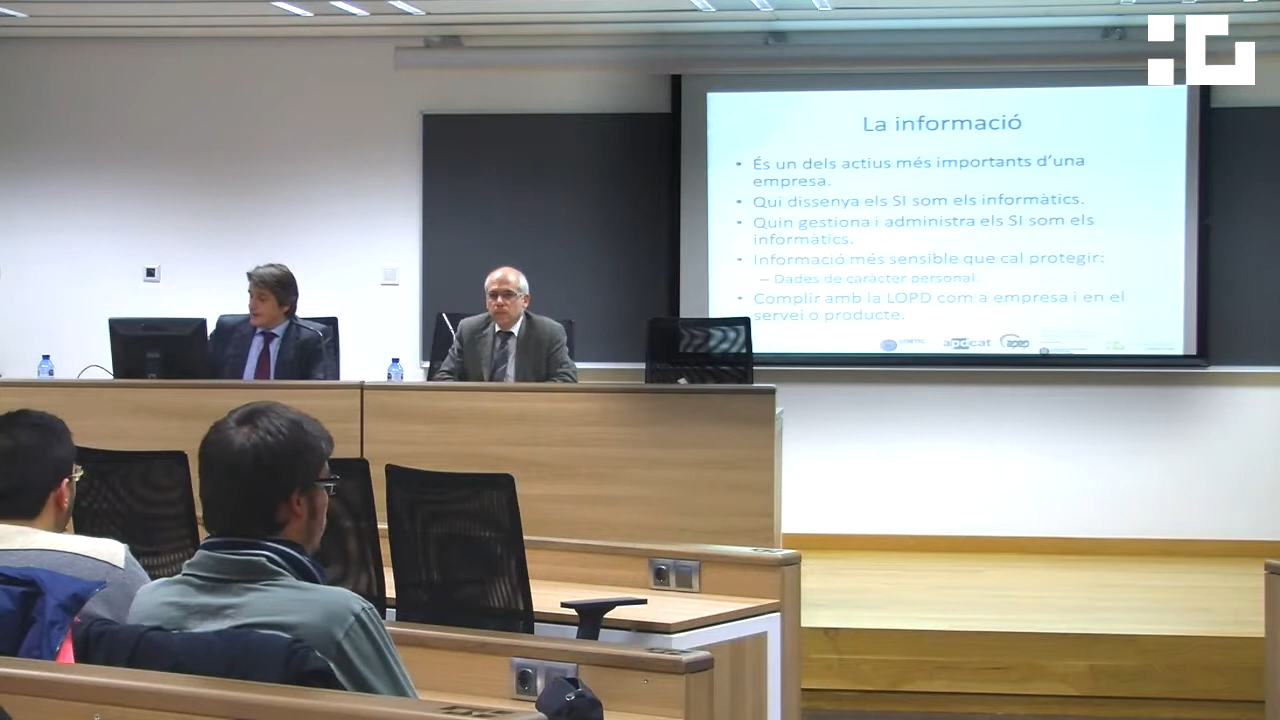 La informació
• És un dels actius més importants d'una
empresa.
• Qui dissenya els SI som els informàtics.
• Quin gestiona i administra els SI som els
informàtics.
• Informació més sensible que cal protegir:
– Dades de caràcter personal.
• Complir amb la LOPD com a empresa i en el
servei o producte.
apdcat